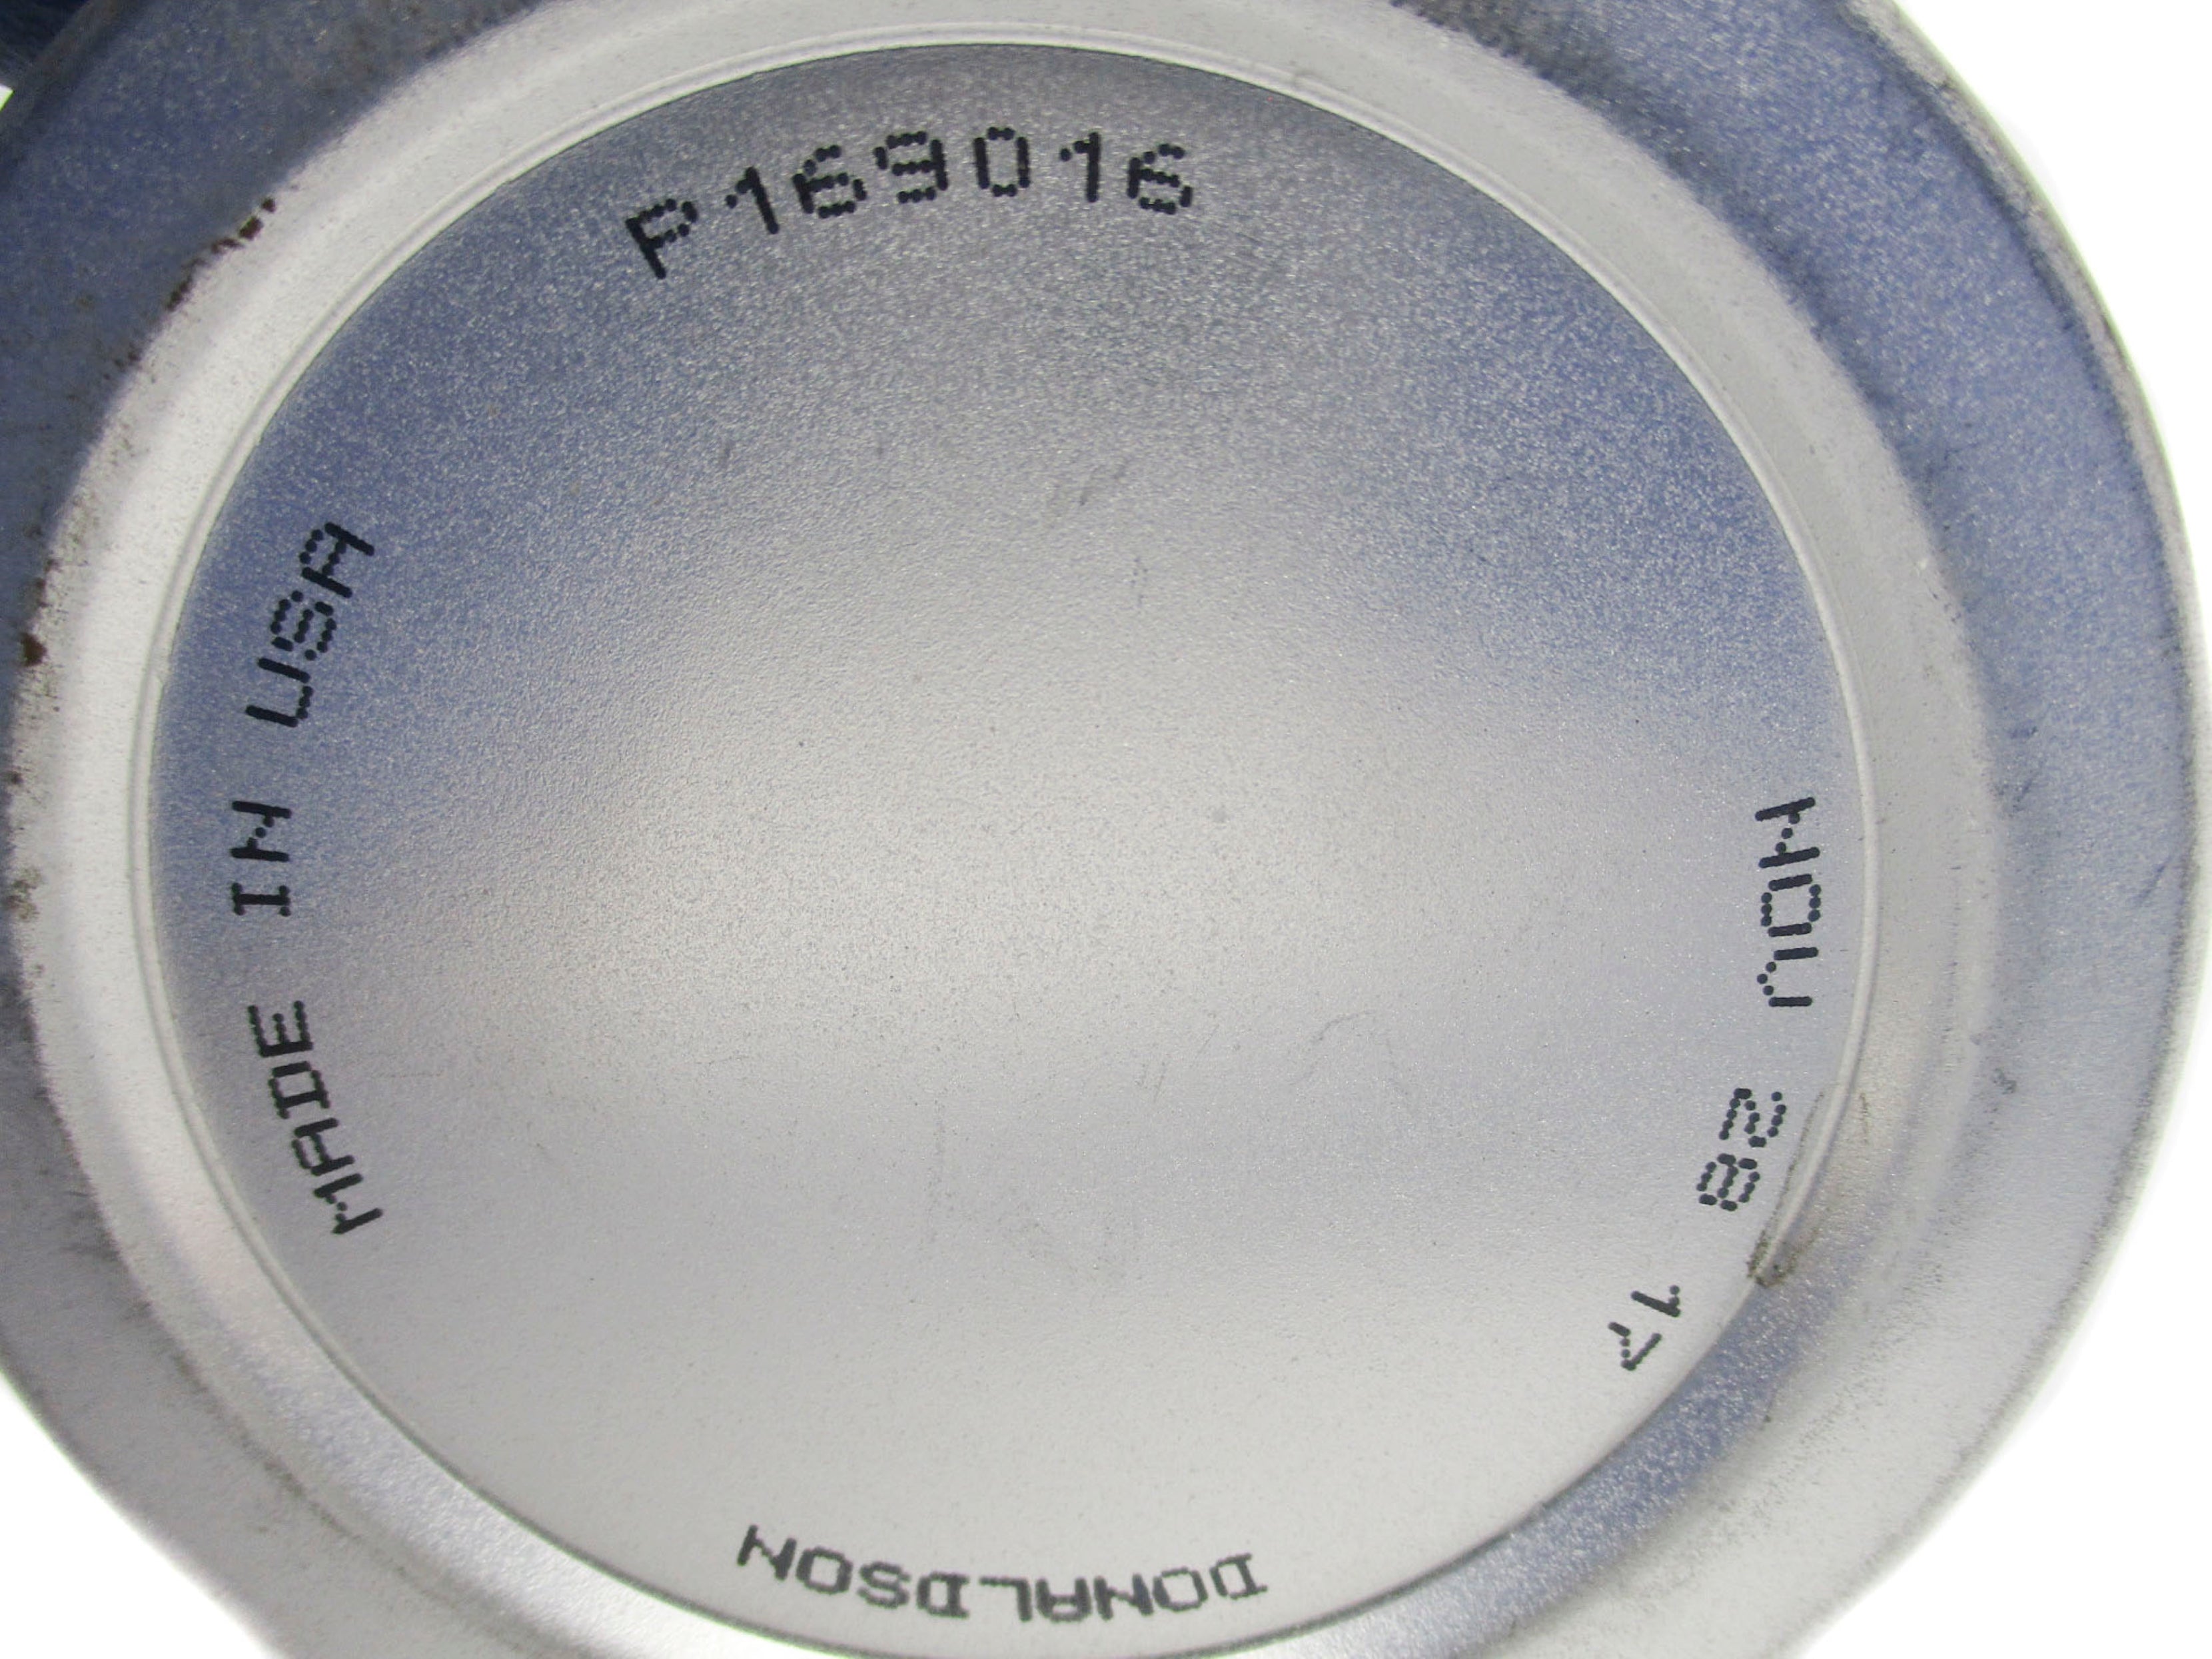 P169016
NOV 28 17
DONALDSON
MADE IN USA